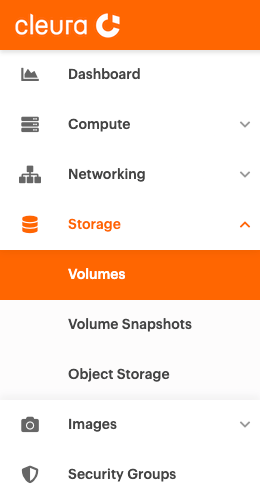 cleura
Dashboard
Compute
Networking
Storage
Volumes
Volume Snapshots
Object Storage
Images
Security Groups